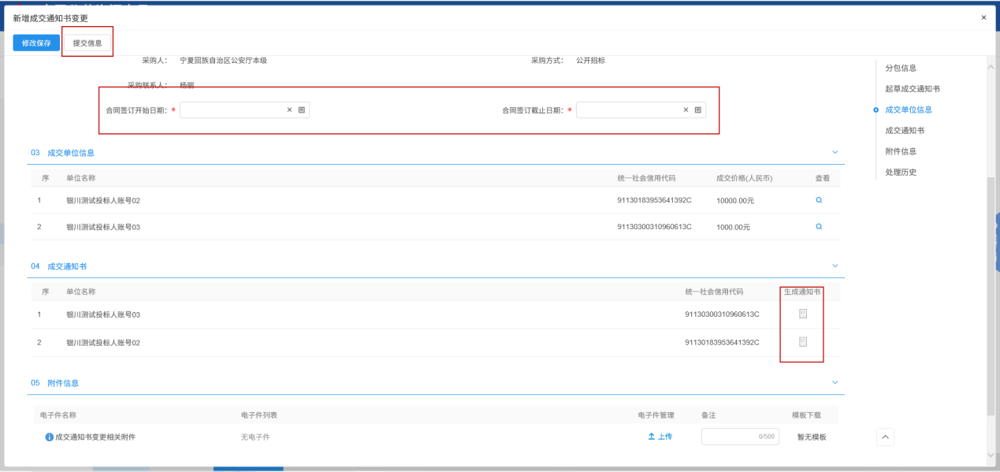 新增成交通知书变更 ×
修改保存 提交信息
采购人： 宁夏回族自治区公安厅本级 采购方式： 公开招标
采购联系人： 杨丽
合同签订开始日期： * 合同签订截止日期： *
03 成交单位信息
序 单位名称 统一社会信用代码 成交价格(人民币) 查看
1 银川测试投标人账号02 91130183953641392C 10000.00元
2 银川测试投标人账号03 91130300310960613C 1000.00元
04 成交通知书
序 单位名称 统一社会信用代码 生成通知书
1 银川测试投标人账号03 91130300310960613C
2 银川测试投标人账号02 91130183953641392C
05 附件信息
电子件名称 电子件列表 电子件管理 备注 模板下载
成交通知书变更相关附件 无电子件 上传 0/500 暂无模板
分包信息
起草成交通知书
成交单位信息
成交通知书
附件信息
处理历史